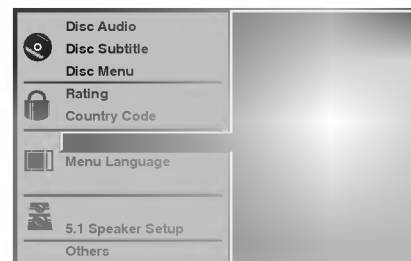 Disc Audio
Disc Subtitle
Disc Menu
Rating
Country Code
Menu Language
5.1 Speaker Setup
Others